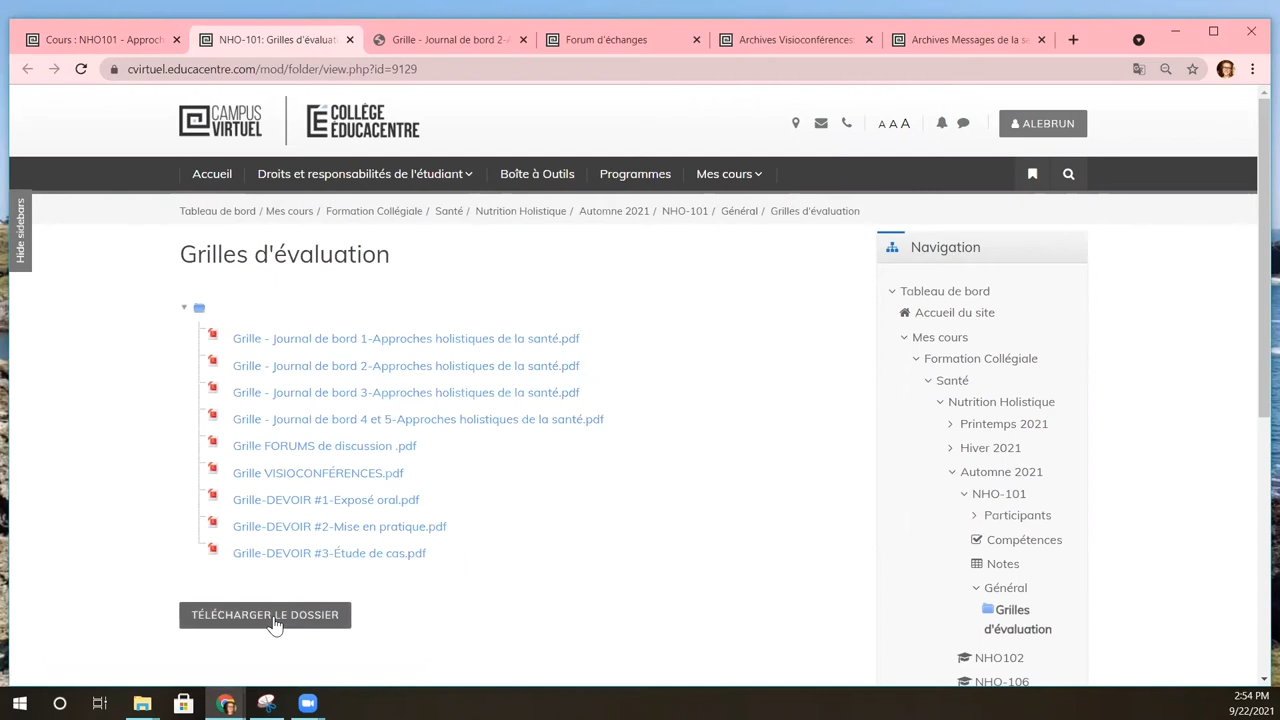 Cours : NHO101 - Approch
NHO-101: Grilles d'évaluati
Grille - Journal de bord 2-A
Forum d'échanges
Archives Visioconférences
Archives Messages de la se
cvirtuel.educacentre.com/mod/folder/view.php?id=9129
CAMPUS VIRTUEL
COLLÈGE ÉDUCACENTRE
A A A
ALEBRUN
Accueil
Droits et responsabilités de l'étudiant
Boîte à Outils
Programmes
Mes cours
Hide sidebars
Tableau de bord / Mes cours / Formation Collégiale / Santé / Nutrition Holistique / Automne 2021 / NHO-101 / Général / Grilles d'évaluation
Grilles d'évaluation
Grille - Journal de bord 1-Approches holistiques de la santé.pdf
Grille - Journal de bord 2-Approches holistiques de la santé.pdf
Grille - Journal de bord 3-Approches holistiques de la santé.pdf
Grille - Journal de bord 4 et 5-Approches holistiques de la santé.pdf
Grille FORUMS de discussion .pdf
Grille VISIOCONFÉRENCES.pdf
Grille-DEVOIR #1-Exposé oral.pdf
Grille-DEVOIR #2-Mise en pratique.pdf
Grille-DEVOIR #3-Étude de cas.pdf
TÉLÉCHARGER LE DOSSIER
Navigation
Tableau de bord
Accueil du site
Mes cours
Formation Collégiale
Santé
Nutrition Holistique
Printemps 2021
Hiver 2021
Automne 2021
NHO-101
Participants
Compétences
Notes
Général
Grilles
d'évaluation
NHO102
NHO-106
2:54 PM
9/22/2021